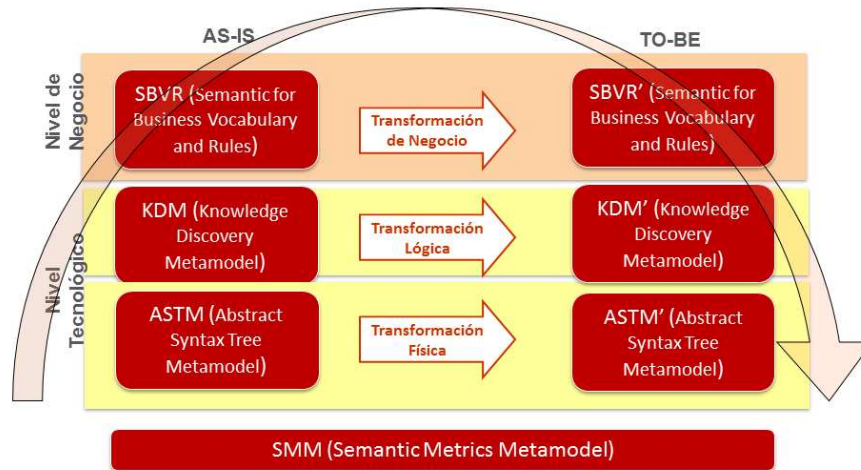 AS-IS
TO-BE
Nivel de
Negocio
SBVR (Semantic for
Business Vocabulary
and Rules)
Transformación
de Negocio
SBVR’ (Semantic for
Business Vocabulary
and Rules)
Nivel
Tecnológico
KDM (Knowledge
Discovery
Metamodel)
Transformación
Lógica
KDM’ (Knowledge
Discovery
Metamodel)
ASTM (Abstract
Syntax Tree
Metamodel)
Transformación
Física
ASTM’ (Abstract
Syntax Tree
Metamodel)
SMM (Semantic Metrics Metamodel)